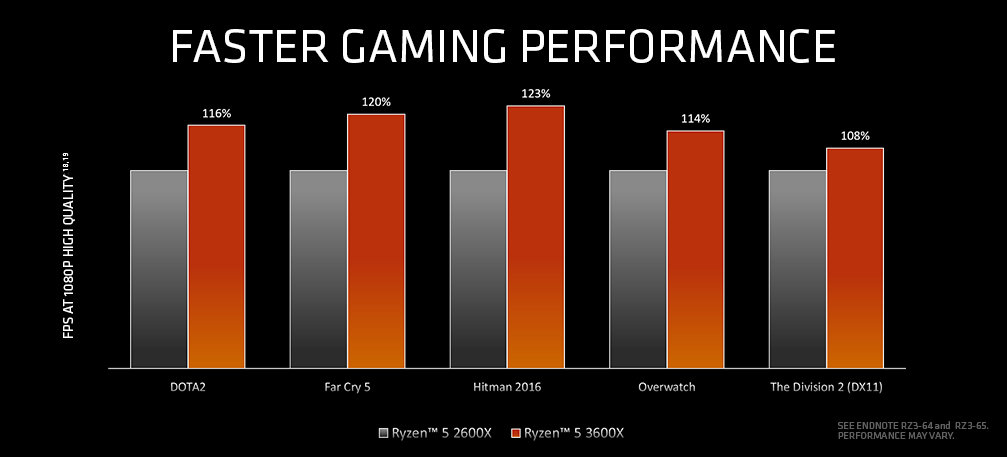 FASTER GAMING PERFORMANCE
FPS AT 1080P HIGH QUALITY 18,19
116%
120%
123%
114%
108%
DOTA2
Far Cry 5
Hitman 2016
Overwatch
The Division 2 (DX11)
Ryzen™ 5 2600X
Ryzen™ 5 3600X
SEE ENDNOTE RZ3-64 and RZ3-65.
PERFORMANCE MAY VARY.